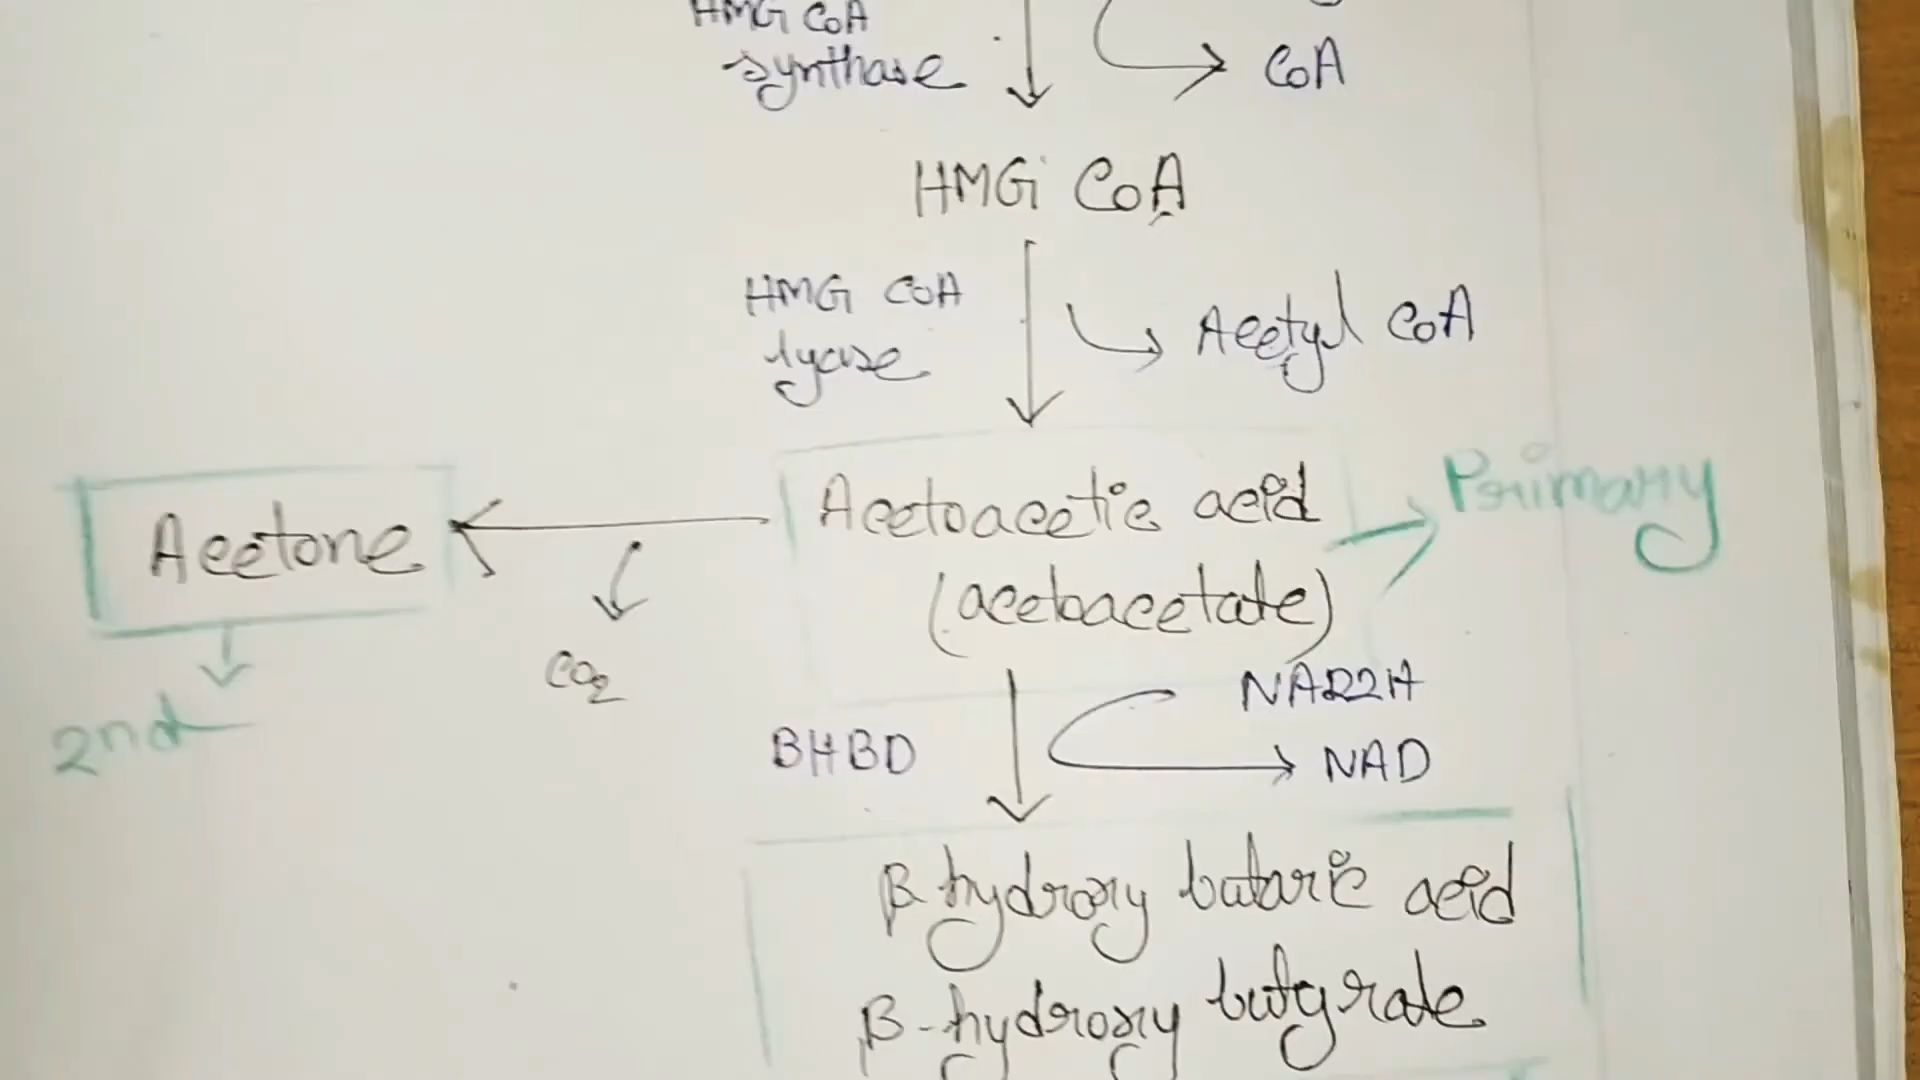 HMG CoA
synthase
CoA
HMG CoA
HMG CoA
lyase
Acetyl CoA
Acetoacetic acid
(acetoacetate)
Primary
Acetone
CO2
2nd
BHBD
NAD
β hydroxy butaric acid
β-hydroxy butyrate